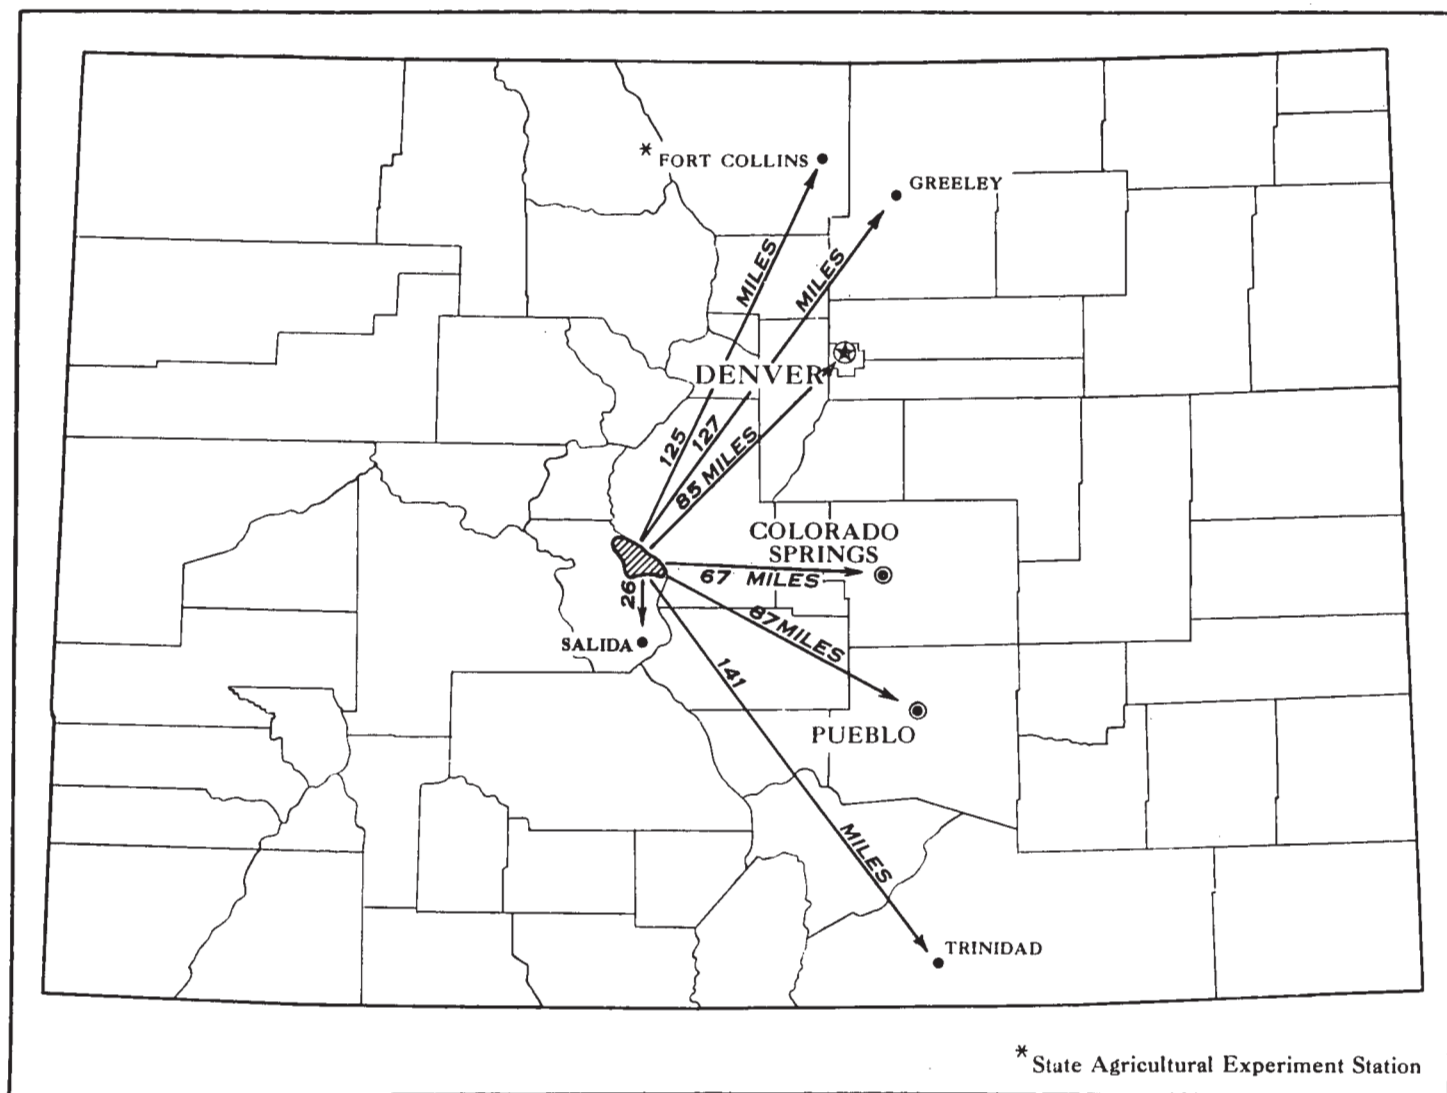 * FORT COLLINS
GREELEY
MILES
MILES
DENVER
125
127
85 MILES
COLORADO
SPRINGS
67 MILES
26
87 MILES
SALIDA
141
PUEBLO
MILES
TRINIDAD
* State Agricultural Experiment Station